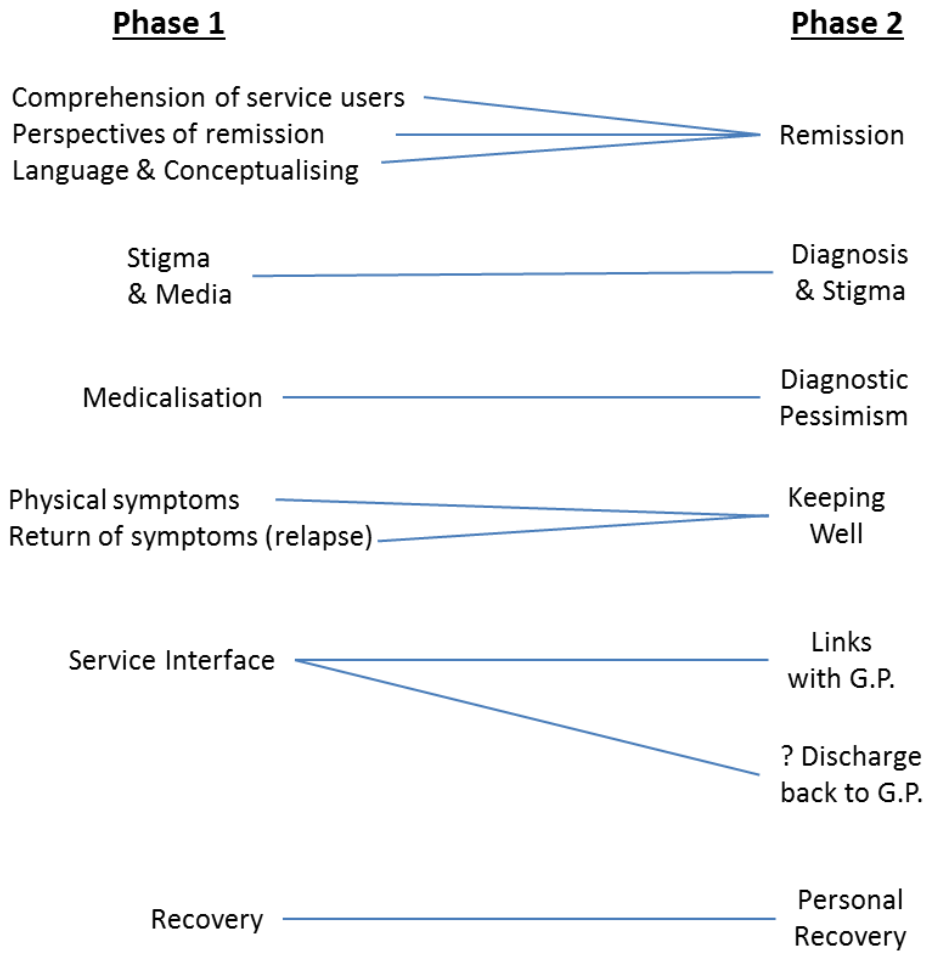 Phase 1
Phase 2
Comprehension of service users
Perspectives of remission
Language & Conceptualising
Remission
Stigma
& Media
Diagnosis
& Stigma
Medicalisation
Diagnostic
Pessimism
Physical symptoms
Return of symptoms (relapse)
Keeping
Well
Service Interface
Links
with G.P.
? Discharge
back to G.P.
Recovery
Personal
Recovery